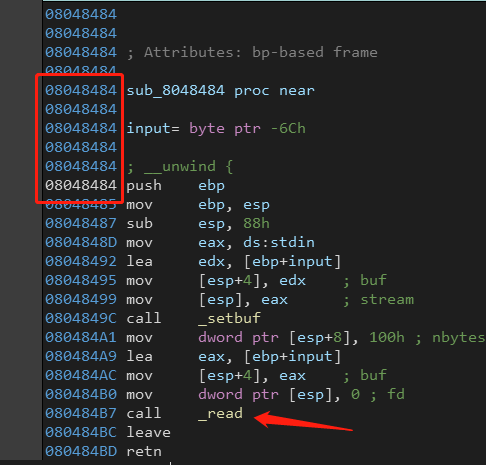 08048484
08048484
08048484 ; Attributes: bp-based frame
08048484
08048484 sub_8048484 proc near
08048484
08048484 input= byte ptr -6Ch
08048484
08048484 ; __unwind {
08048484 push ebp
08048485 mov ebp, esp
08048487 sub esp, 88h
0804848D mov eax, ds:stdin
08048492 lea edx, [ebp+input]
08048495 mov [esp+4], edx ; buf
08048499 mov [esp], eax ; stream
0804849C call _setbuf
080484A1 mov dword ptr [esp+8], 100h ; nbytes
080484A9 lea eax, [ebp+input]
080484AC mov [esp+4], eax ; buf
080484B0 mov dword ptr [esp], 0 ; fd
080484B7 call _read
080484BC leave
080484BD retn